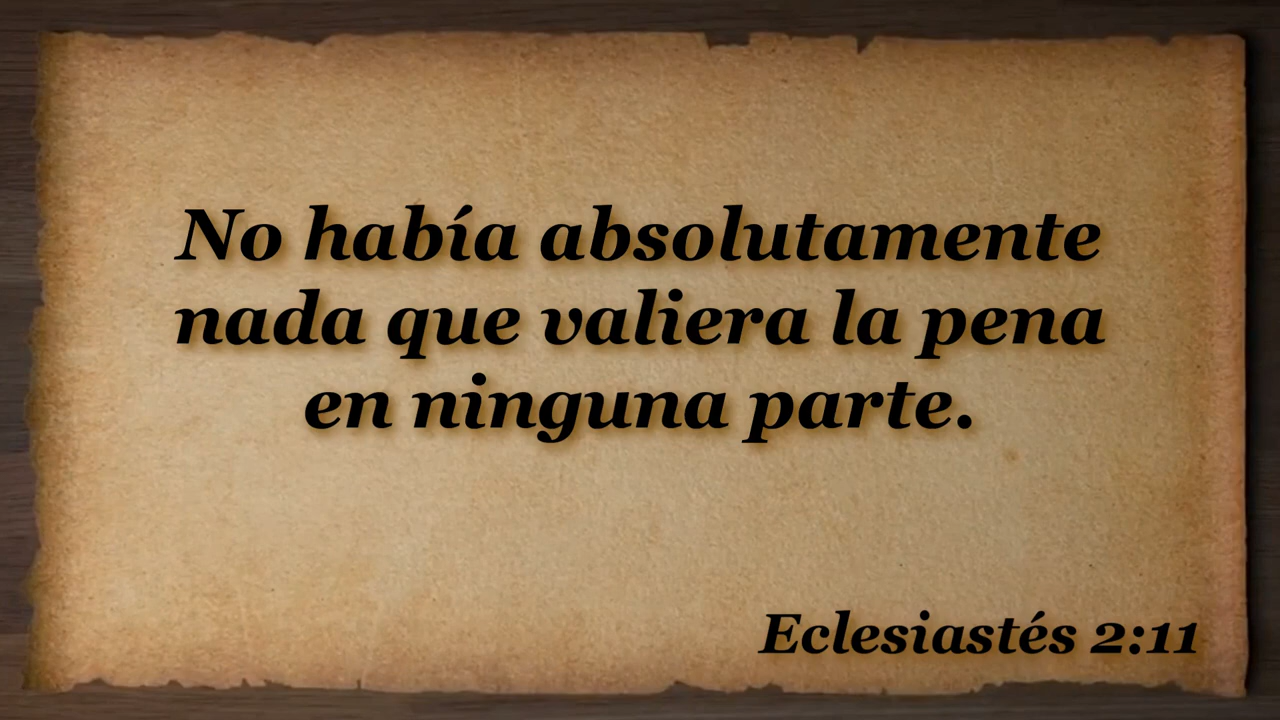 No había absolutamente
nada que valiera la pena
en ninguna parte.
Eclesiastés 2:11